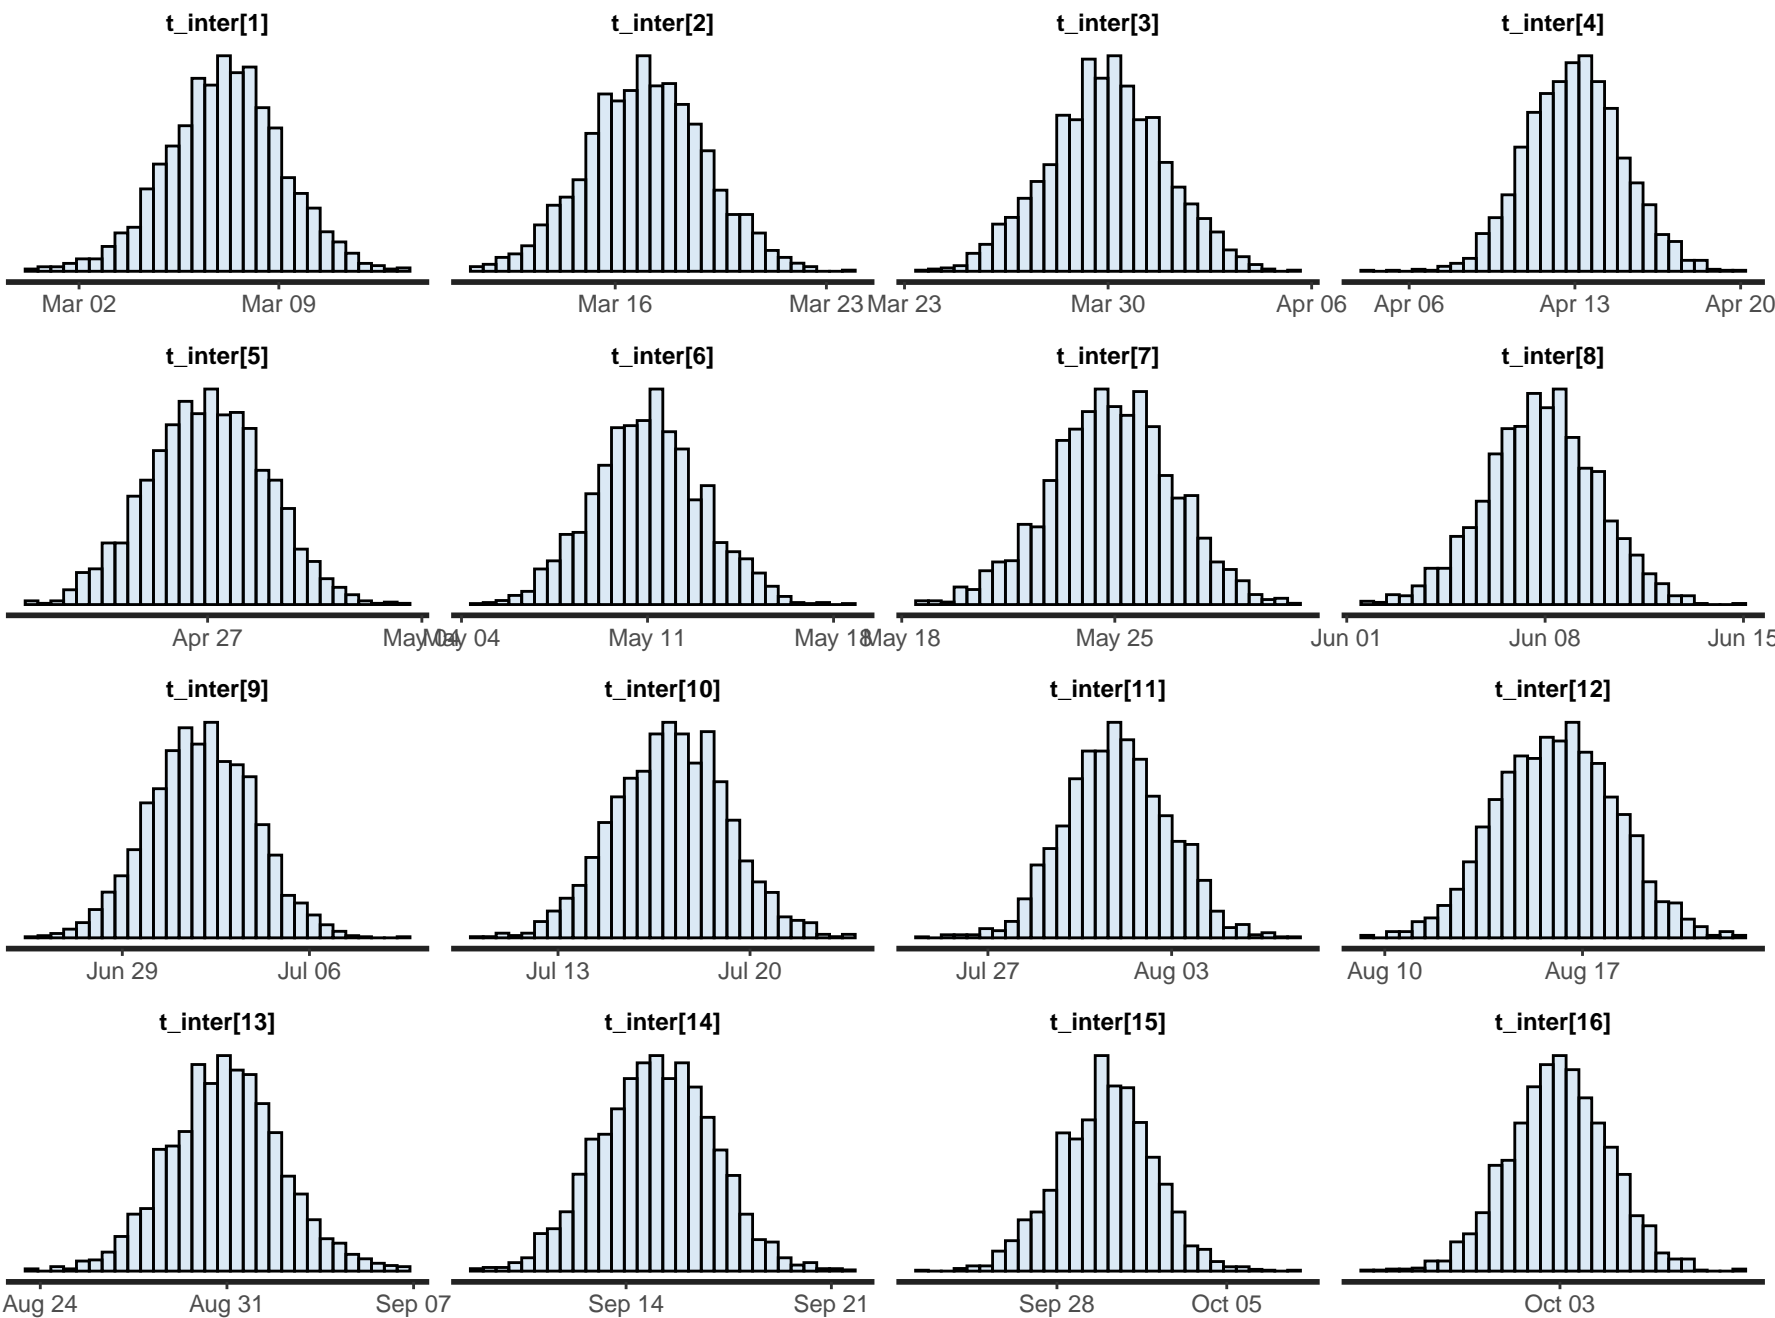 t_inter[1] t_inter[2] t_inter[3] t_inter[4]
Mar 02 Mar 09 Mar 16 Mar 23 Mar 23 Mar 30 Apr 06 Apr 06 Apr 13 Apr 20
t_inter[5] t_inter[6] t_inter[7] t_inter[8]
Apr 27 May 04 May 04 May 11 May 18 May 18 May 25 Jun 01 Jun 08 Jun 15
t_inter[9] t_inter[10] t_inter[11] t_inter[12]
Jun 29 Jul 06 Jul 13 Jul 20 Jul 27 Aug 03 Aug 10 Aug 17
t_inter[13] t_inter[14] t_inter[15] t_inter[16]
Aug 24 Aug 31 Sep 07 Sep 14 Sep 21 Sep 28 Oct 05 Oct 03